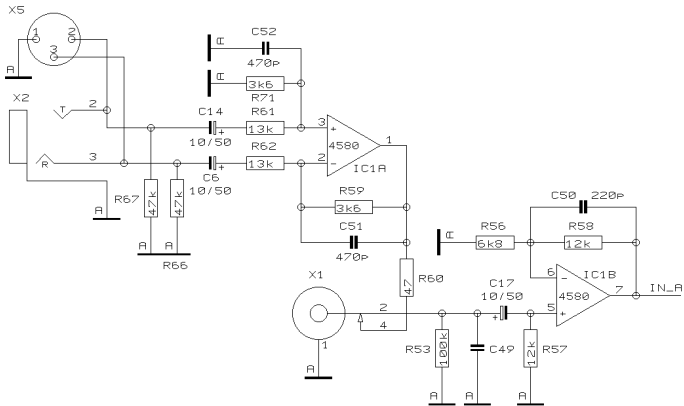 X5
1
2
3
A
X2
T
2
R
3
A
A
C52
470p
A
3k6
R71
C14
10/50
+
R61
13k
C6
10/50
+
R62
13k
R67
47k
47k
A
A
R66
3
+
2
-
4580
1
IC1A
R59
3k6
C51
470p
R60
47
X1
2
4
1
A
R53
100k
A
C49
A
C17
10/50
+
R57
12k
A
A
R56
6k8
C50
220p
R58
12k
6
-
5
+
4580
IC1B
7
IN_A